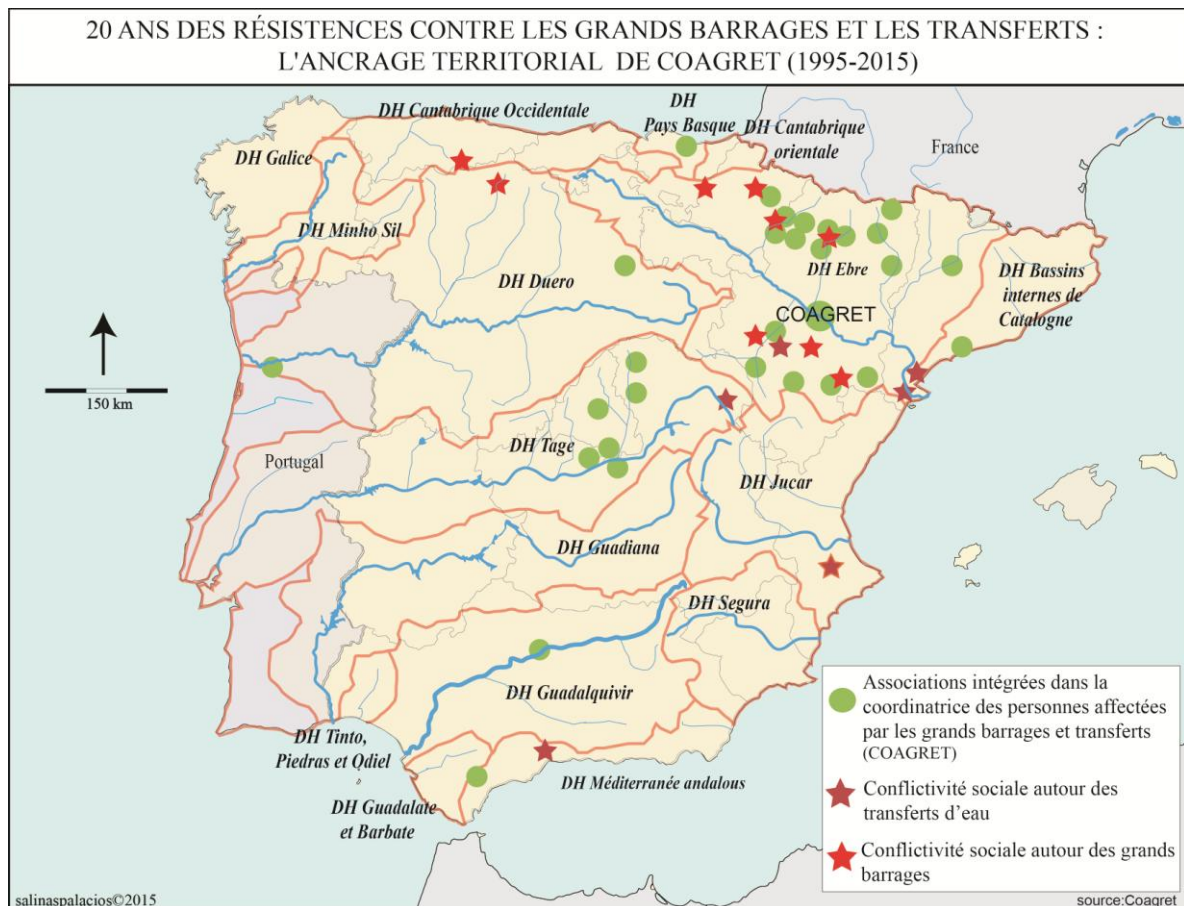 20 ANS DES RÉSISTENCES CONTRE LES GRANDS BARRAGES ET LES TRANSFERTS :
L'ANCRAGE TERRITORIAL DE COAGRET (1995-2015)
DH Cantabrique Occidentale
DH
Pays Basque
DH Cantabrique
orientale
France
DH Galice
DH Minho Sil
DH Duero
DH Ebre
DH Bassins
internes de
Catalogne
COAGRET
150 km
Portugal
DH Tage
DH Jucar
DH Guadiana
DH Segura
DH Guadalquivir
DH Tinto,
Piedras et Odiel
DH Méditerranée andalous
DH Guadalate
et Barbate
Associations intégrées dans la
coordinatrice des personnes affectées
par les grands barrages et transferts
(COAGRET)
Conflictivité sociale autour des
transferts d'eau
Conflictivité sociale autour des grands
barrages
salinaspalacios©2015
source:Coagret